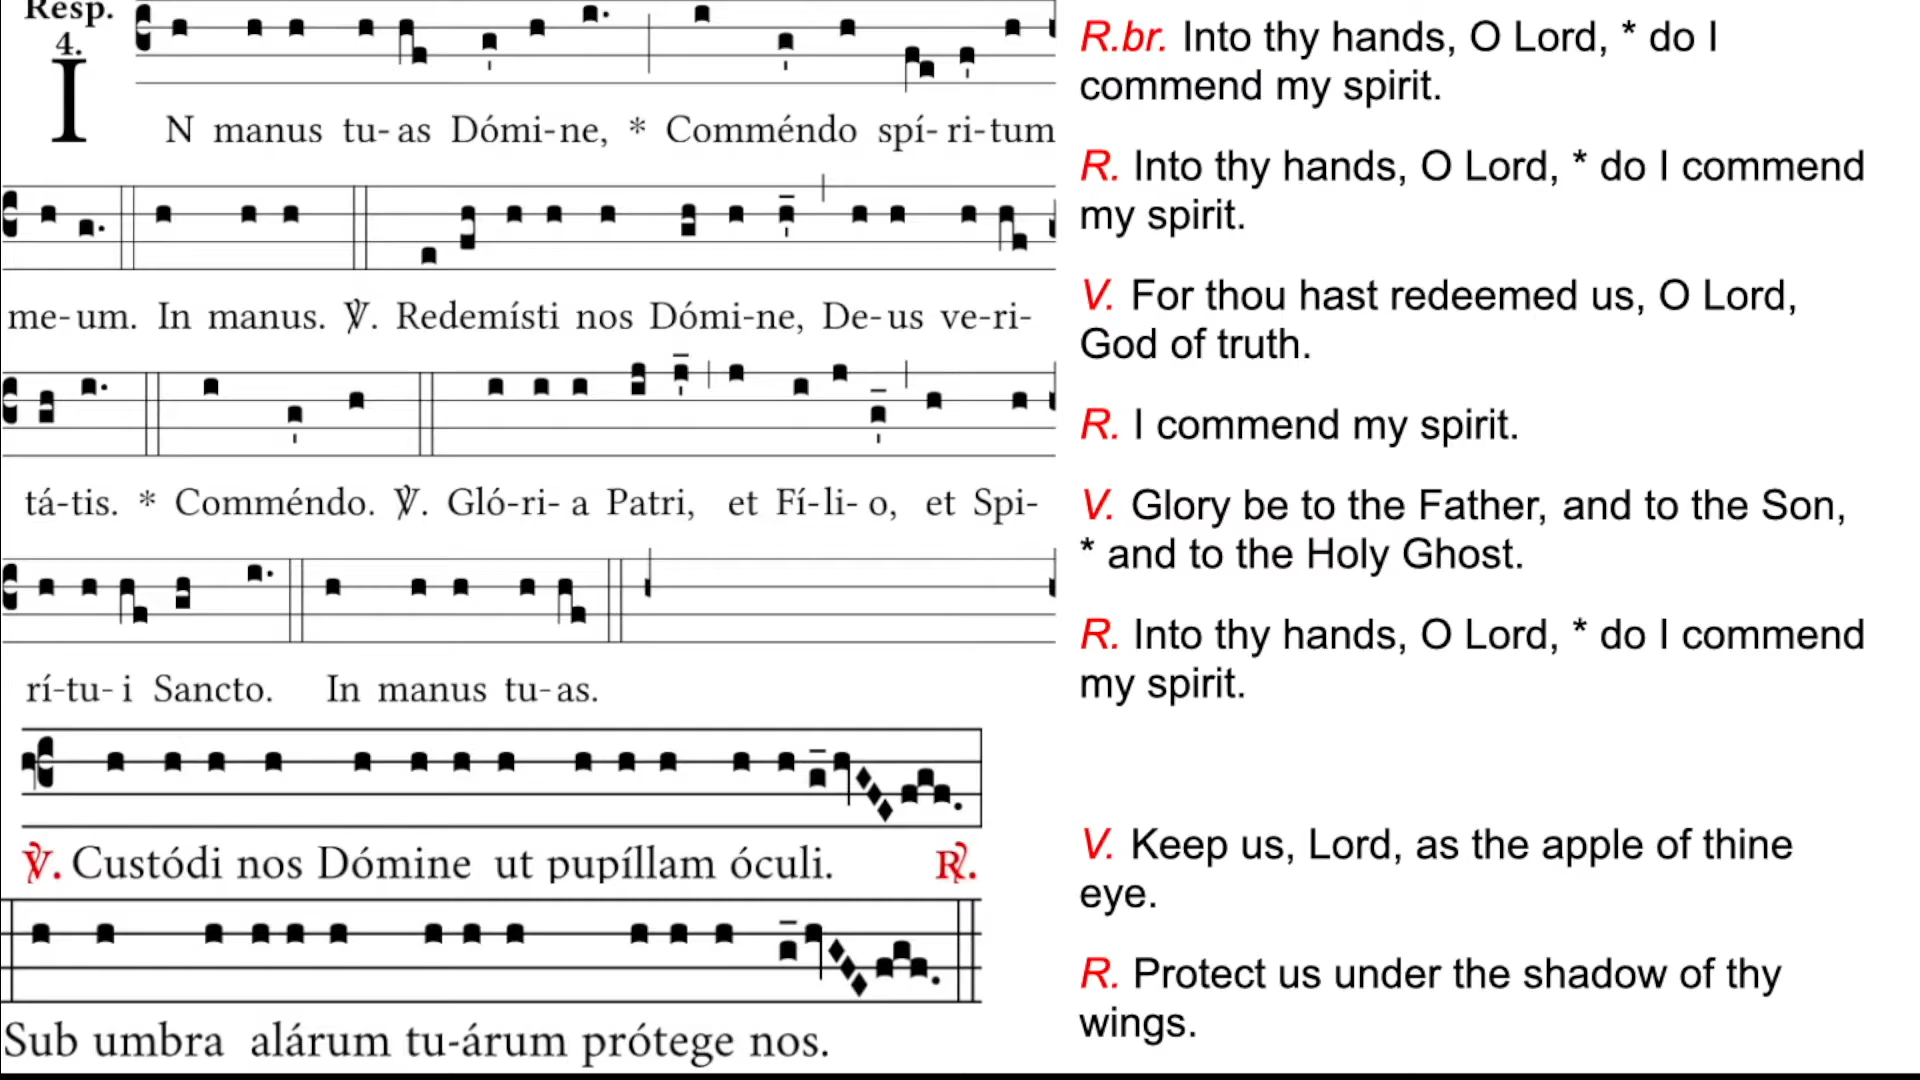 Resp.
4.
IN manus tu-as Dómi-ne, * Comméndo spí-ri-tum
me-um. In manus. ℣. Redemísti nos Dómi-ne, De-us ve-ri-
tá-tis. * Comméndo. ℣. Gló-ri-a Patri, et Fí-li-o, et Spi-
rí-tu-i Sancto. In manus tu-as.
℣. Custódi nos Dómine ut pupíllam óculi. ℟.
Sub umbra alárum tu-árum prótege nos.
R.br. Into thy hands, O Lord, * do I
commend my spirit.
R. Into thy hands, O Lord, * do I commend
my spirit.
V. For thou hast redeemed us, O Lord,
God of truth.
R. I commend my spirit.
V. Glory be to the Father, and to the Son,
* and to the Holy Ghost.
R. Into thy hands, O Lord, * do I commend
my spirit.
V. Keep us, Lord, as the apple of thine
eye.
R. Protect us under the shadow of thy
wings.